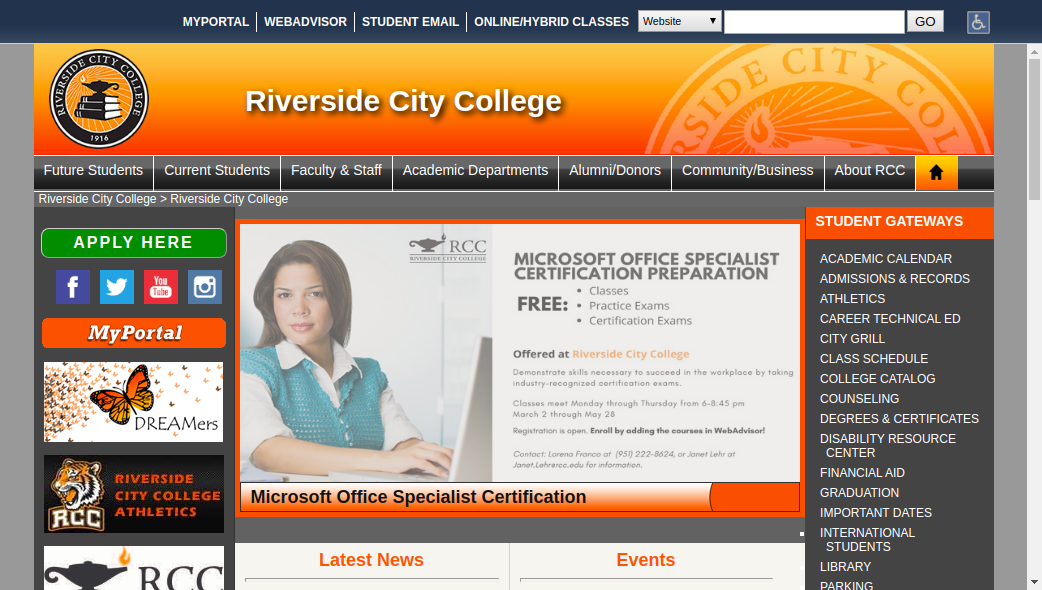 MYPORTAL WEBADVISOR STUDENT EMAIL ONLINE/HYBRID CLASSES Website GO
RIVERSIDE CITY COLLEGE
1916
Riverside City College
RIVERSIDE CITY COLLEGE
Future Students Current Students Faculty & Staff Academic Departments Alumni/Donors Community/Business About RCC
Riverside City College > Riverside City College
APPLY HERE
You Tube
MyPortal
DREAMers
RCC
RIVERSIDE
CITY COLLEGE
ATHLETICS
RCC
RCC
RIVERSIDE CITY COLLEGE
MICROSOFT OFFICE SPECIALIST
CERTIFICATION PREPARATION
FREE:
• Classes
• Practice Exams
• Certification Exams
Offered at Riverside City College
Demonstrate skills necessary to succeed in the workplace by taking
industry-recognized certification exams.
Classes meet Monday through Thursday from 6-8:45 pm
March 2 through May 28
Registration is open. Enroll by adding the courses in WebAdvisor!
Contact: Lorena Franco at (951) 222-8624, or Janet Lehr at
Janet.Lehr@rcc.edu for information.
Microsoft Office Specialist Certification
Latest News
Events
STUDENT GATEWAYS
ACADEMIC CALENDAR
ADMISSIONS & RECORDS
ATHLETICS
CAREER TECHNICAL ED
CITY GRILL
CLASS SCHEDULE
COLLEGE CATALOG
COUNSELING
DEGREES & CERTIFICATES
DISABILITY RESOURCE
CENTER
FINANCIAL AID
GRADUATION
IMPORTANT DATES
INTERNATIONAL
STUDENTS
LIBRARY
PARKING